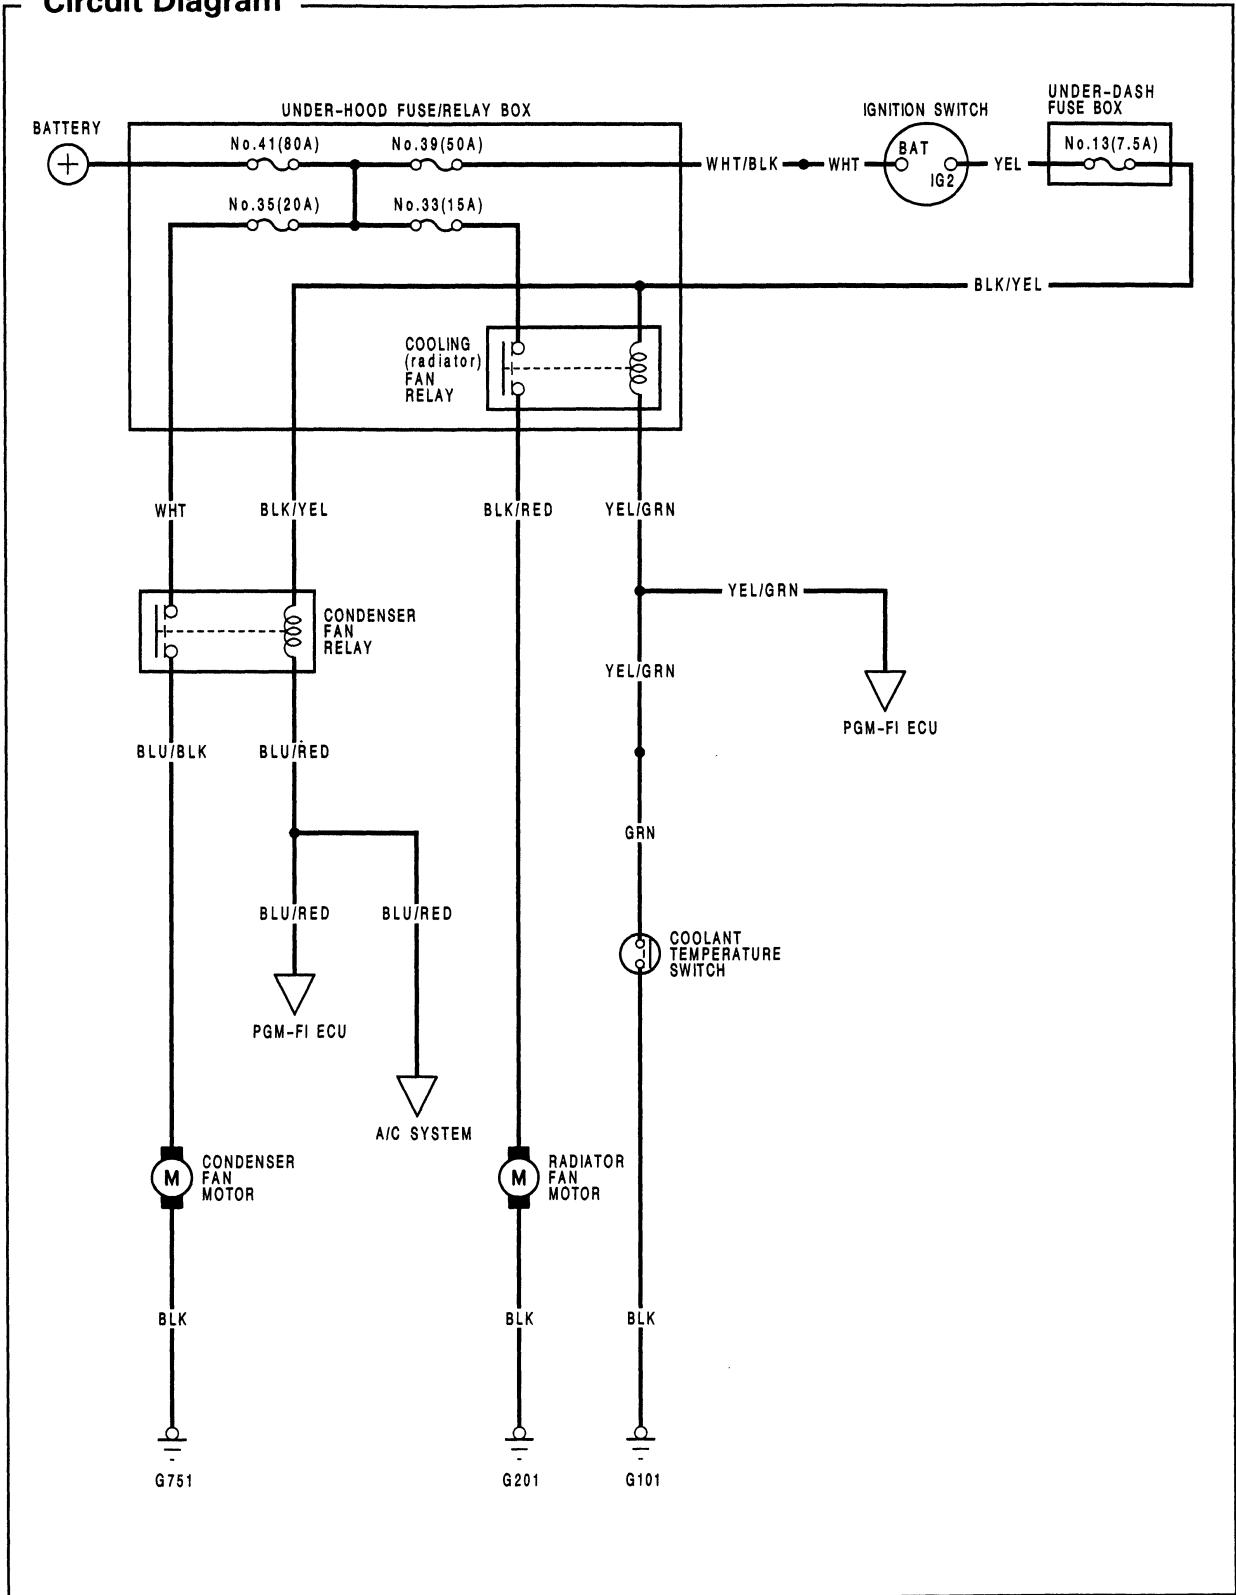 Circuit Diagram
UNDER-HOOD FUSE/RELAY BOX
IGNITION SWITCH
UNDER-DASH
FUSE BOX
BATTERY
+
No.41(80A)
No.39(50A)
WHT/BLK
WHT
BAT
IG2
YEL
No.13(7.5A)
No.35(20A)
No.33(15A)
BLK/YEL
COOLING
(radiator)
FAN
RELAY
WHT
BLK/YEL
BLK/RED
YEL/GRN
YEL/GRN
CONDENSER
FAN
RELAY
YEL/GRN
PGM-FI ECU
BLU/BLK
BLU/RED
GRN
BLU/RED
BLU/RED
COOLANT
TEMPERATURE
SWITCH
PGM-FI ECU
A/C SYSTEM
M
CONDENSER
FAN
MOTOR
M
RADIATOR
FAN
MOTOR
BLK
BLK
BLK
G751
G201
G101